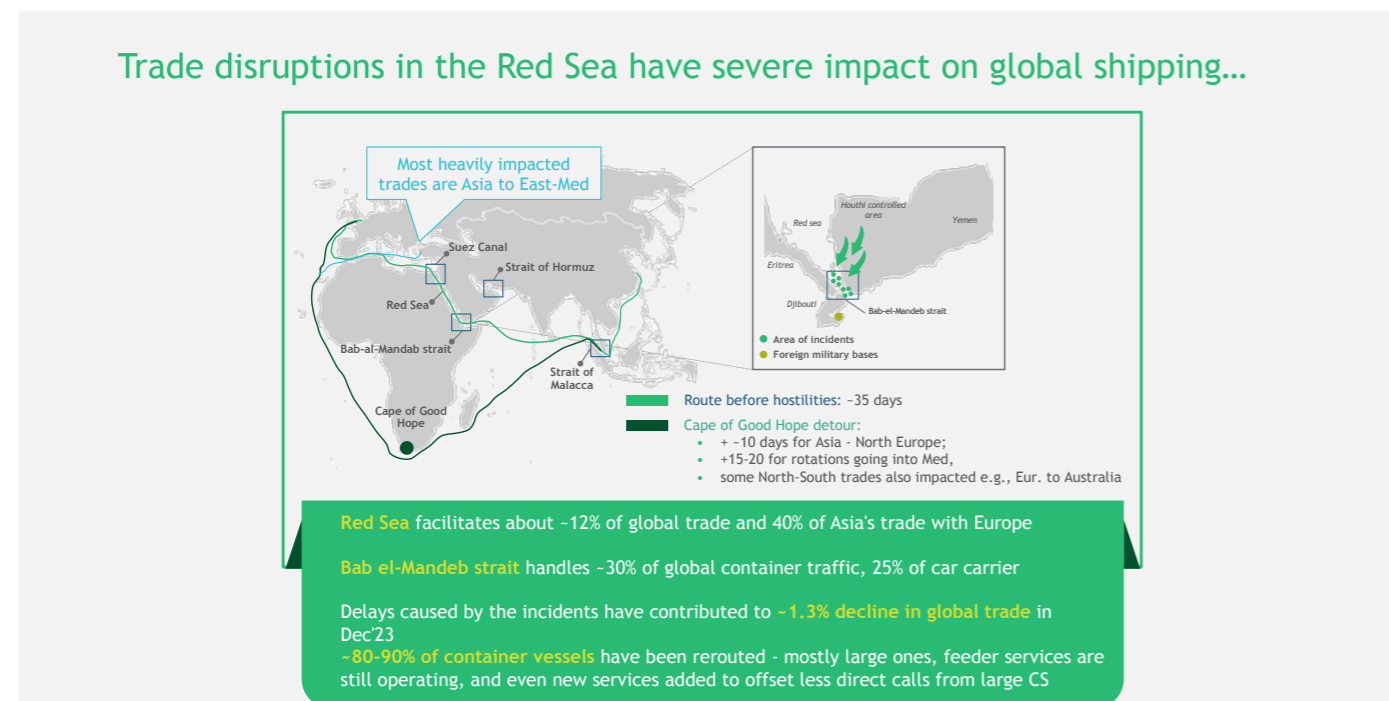 Trade disruptions in the Red Sea have severe impact on global shipping…
Most heavily impacted
trades are Asia to East-Med
Suez Canal
Strait of Hormuz
Red Sea
Bab-al-Mandab strait
Strait of
Malacca
Cape of Good
Hope
Houthi controlled
area
Red sea
Yemen
Eritrea
Djibouti
Bab-el-Mandeb strait
Area of incidents
Foreign military bases
Route before hostilities: ~35 days
Cape of Good Hope detour:
• + ~10 days for Asia - North Europe;
• +15-20 for rotations going into Med,
• some North-South trades also impacted e.g., Eur. to Australia
Red Sea facilitates about ~12% of global trade and 40% of Asia's trade with Europe
Bab el-Mandeb strait handles ~30% of global container traffic, 25% of car carrier
Delays caused by the incidents have contributed to ~1.3% decline in global trade in
Dec'23
~80-90% of container vessels have been rerouted - mostly large ones, feeder services are
still operating, and even new services added to offset less direct calls from large CS